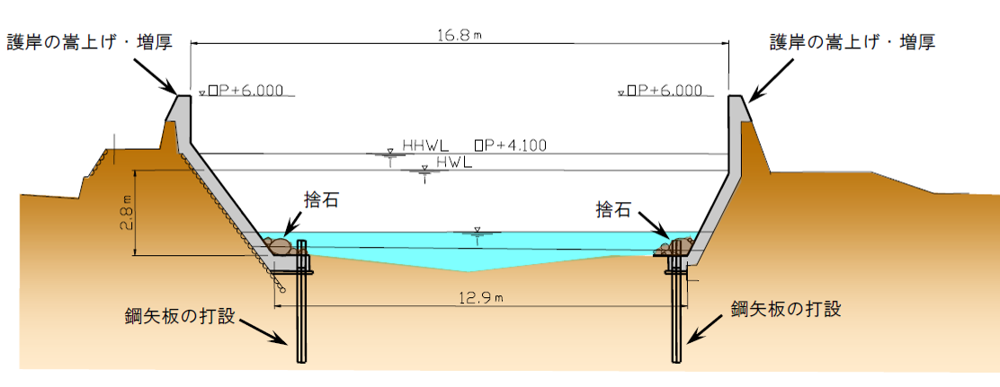 16.8m
護岸の嵩上げ・増厚
護岸の嵩上げ・増厚
▽□P+6.000
▽□P+6.000
HHWL □P+4.100
HWL
捨石
捨石
2.8m
12.9m
鋼矢板の打設
鋼矢板の打設